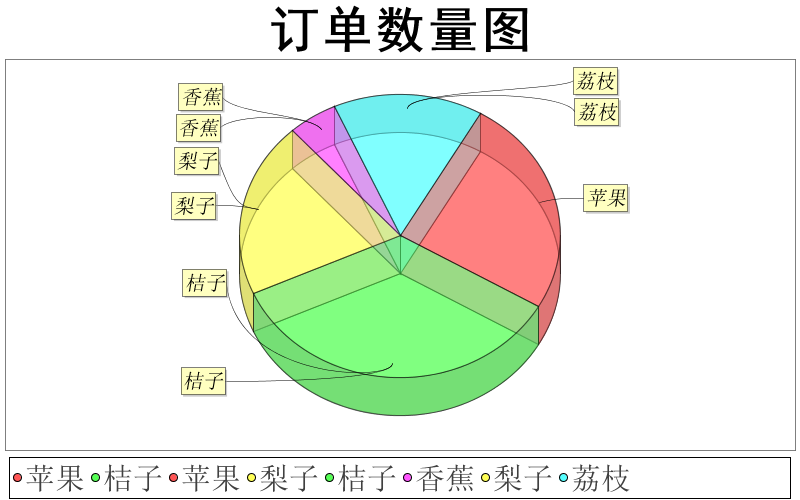 订单数量图
荔枝
香蕉
荔枝
香蕉
梨子
苹果
梨子
桔子
桔子
苹果 桔子 苹果 梨子 桔子 香蕉 梨子 荔枝